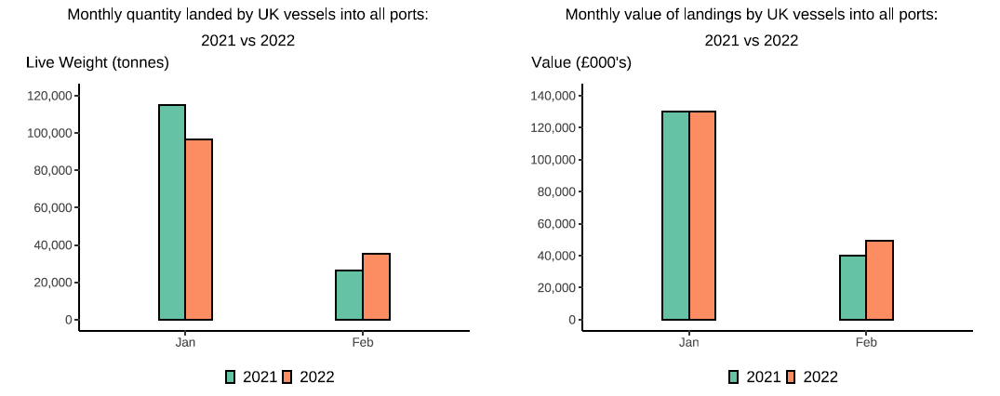 Monthly quantity landed by UK vessels into all ports:
2021 vs 2022
Live Weight (tonnes)
120,000
100,000
80,000
60,000
40,000
20,000
0
Jan
Feb
2021
2022
Monthly value of landings by UK vessels into all ports:
2021 vs 2022
Value (£000's)
140,000
120,000
100,000
80,000
60,000
40,000
20,000
0
Jan
Feb
2021
2022